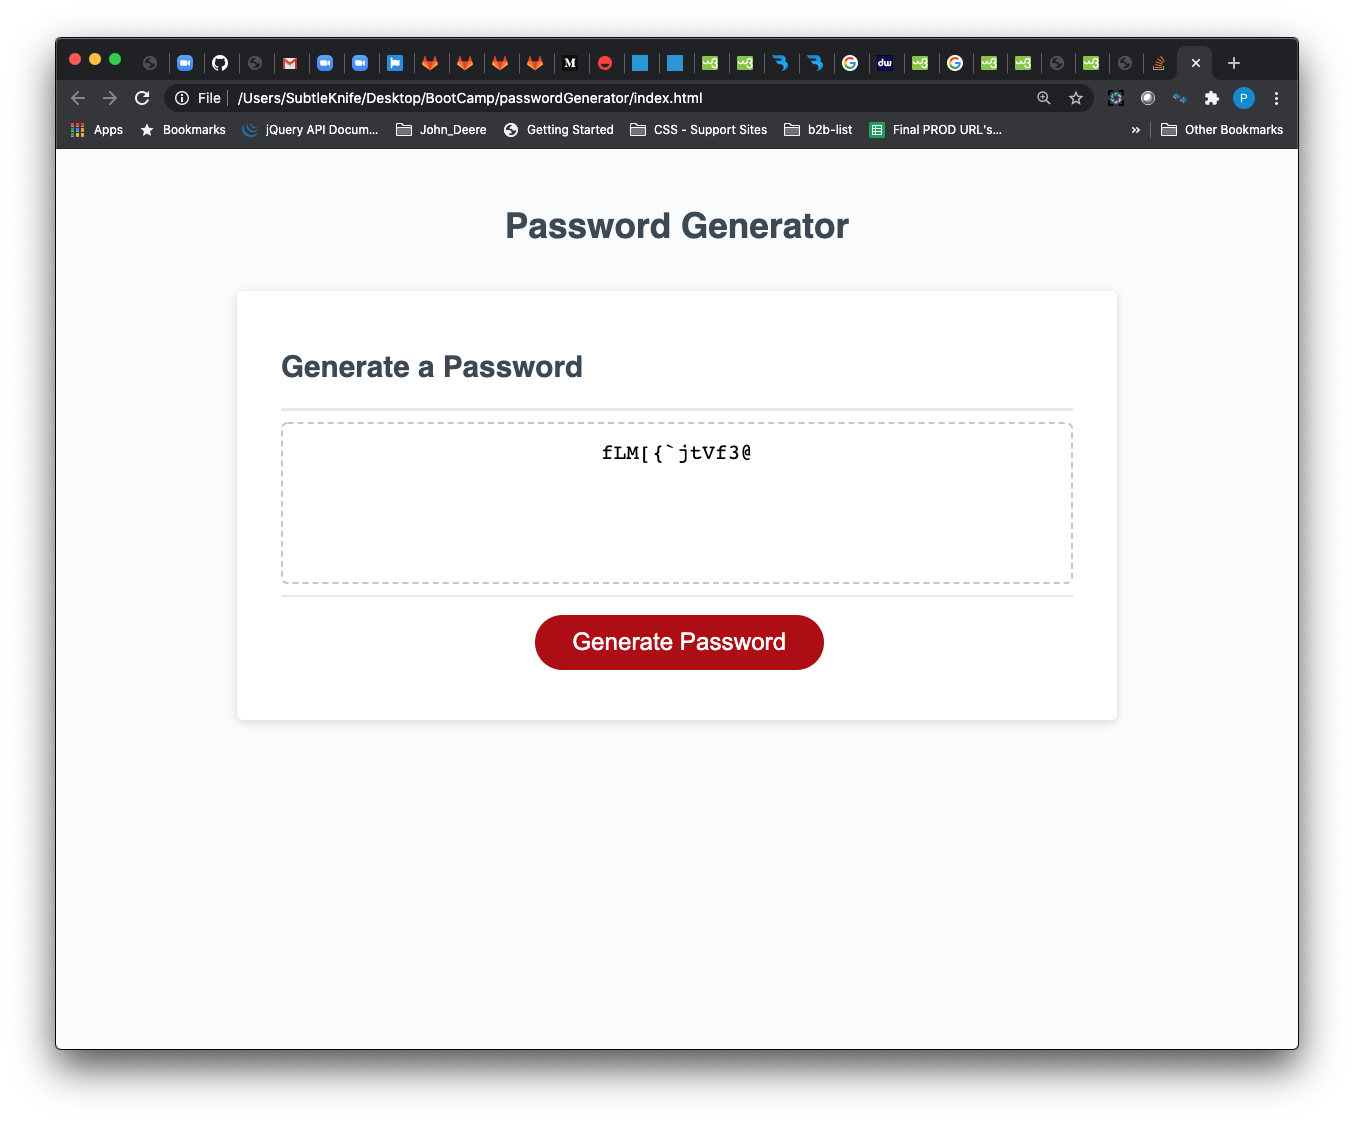 M
dw
File
/Users/SubtleKnife/Desktop/BootCamp/passwordGenerator/index.html
P
Apps
Bookmarks
jQuery API Docum...
John_Deere
Getting Started
CSS - Support Sites
b2b-list
Final PROD URL's...
»
Other Bookmarks
Password Generator
Generate a Password
fLM[{`jtVf3@
Generate Password